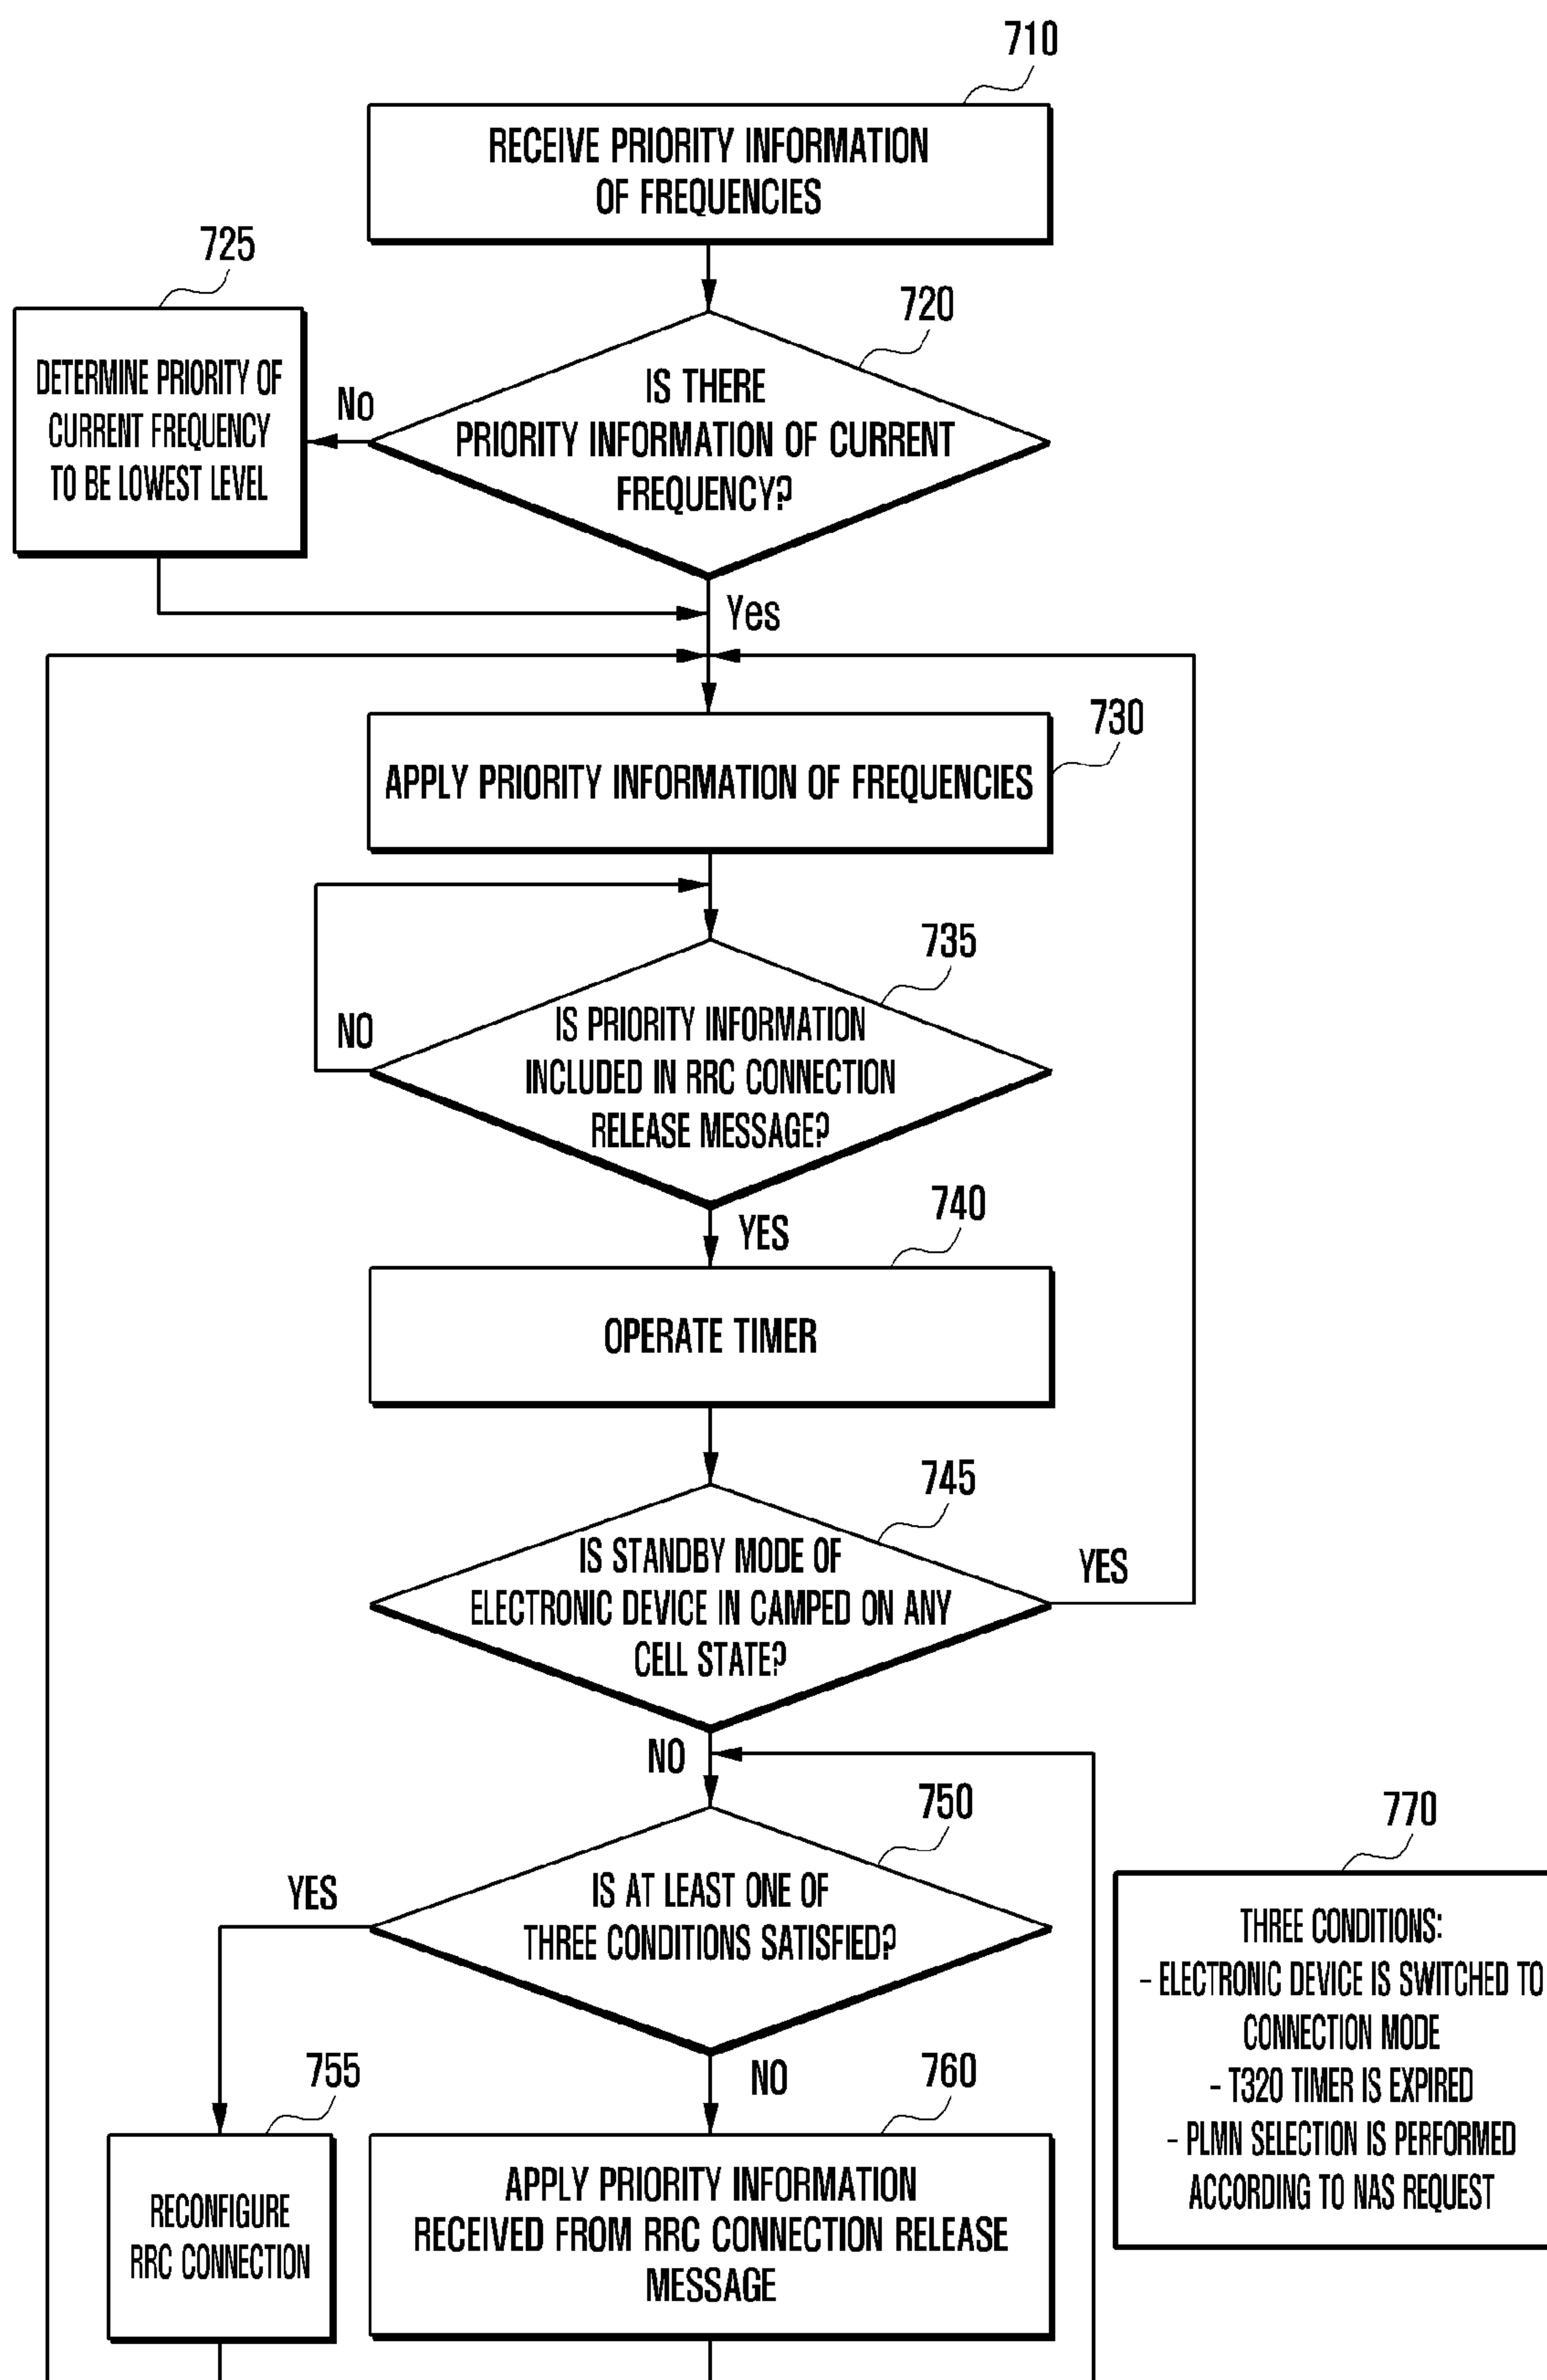 710
RECEIVE PRIORITY INFORMATION
OF FREQUENCIES
725
DETERMINE PRIORITY OF
CURRENT FREQUENCY
TO BE LOWEST LEVEL
No
720
IS THERE
PRIORITY INFORMATION OF CURRENT
FREQUENCY?
Yes
730
APPLY PRIORITY INFORMATION OF FREQUENCIES
735
NO
IS PRIORITY INFORMATION
INCLUDED IN RRC CONNECTION
RELEASE MESSAGE?
YES
740
OPERATE TIMER
745
IS STANDBY MODE OF
ELECTRONIC DEVICE IN CAMPED ON ANY
CELL STATE?
YES
NO
750
IS AT LEAST ONE OF
THREE CONDITIONS SATISFIED?
YES
NO
755
RECONFIGURE
RRC CONNECTION
760
APPLY PRIORITY INFORMATION
RECEIVED FROM RRC CONNECTION RELEASE
MESSAGE
770
THREE CONDITIONS:
- ELECTRONIC DEVICE IS SWITCHED TO
CONNECTION MODE
- T320 TIMER IS EXPIRED
- PLMN SELECTION IS PERFORMED
ACCORDING TO NAS REQUEST